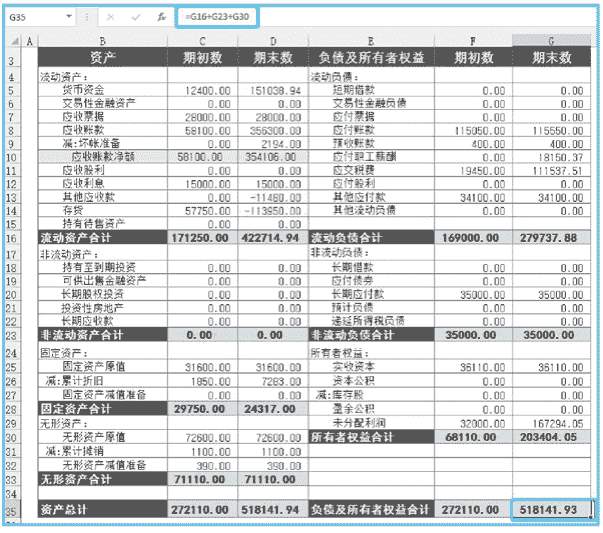 G35 =G16+G23+G30
A B C D E F G
3 资产 期初数 期末数 负债及所有者权益 期初数 期末数
4 流动资产: 流动负债:
5 货币资金 12400.00 151038.94 短期借款 0.00 0.00
6 交易性金融资产 0.00 0.00 交易性金融负债 0.00 0.00
7 应收票据 28000.00 28000.00 应付票据 0.00 0.00
8 应收账款 58100.00 356300.00 应付账款 115050.00 115550.00
9 减:坏账准备 0.00 2194.00 预收账款 400.00 400.00
10 应收账款净额 58100.00 354106.00 应付职工薪酬 0.00 18150.37
11 应收股利 0.00 0.00 应交税费 19450.00 111537.51
12 应收利息 15000.00 15000.00 应付股利 0.00 0.00
13 其他应收款 0.00 -11480.00 其他应付款 34100.00 34100.00
14 存货 57750.00 -113950.00 其他流动负债 0.00 0.00
15 持有待售资产 0.00 0.00
16 流动资产合计 171250.00 422714.94 流动负债合计 169000.00 279737.88
17 非流动资产: 非流动负债:
18 持有至到期投资 0.00 0.00 长期借款 0.00 0.00
19 可供出售金融资产 0.00 0.00 应付债券 0.00 0.00
20 长期股权投资 0.00 0.00 长期应付款 35000.00 35000.00
21 投资性房地产 0.00 0.00 预计负债 0.00 0.00
22 长期应收款 0.00 0.00 递延所得税负债 0.00 0.00
23 非流动资产合计 0.00 0.00 非流动负债合计 35000.00 35000.00
24 固定资产: 所有者权益:
25 固定资产原值 31600.00 31600.00 实收资本 36110.00 36110.00
26 减:累计折旧 1850.00 7283.00 资本公积 0.00 0.00
27 固定资产减值准备 0.00 0.00 减:库存股 0.00 0.00
28 固定资产合计 29750.00 24317.00 盈余公积 0.00 0.00
29 无形资产: 未分配利润 32000.00 167294.05
30 无形资产原值 72600.00 72600.00 所有者权益合计 68110.00 203404.05
31 减:累计摊销 1100.00 1100.00
32 无形资产减值准备 390.00 390.00
33 无形资产合计 71110.00 71110.00
34
35 资产总计 272110.00 518141.94 负债及所有者权益合计 272110.00 518141.93